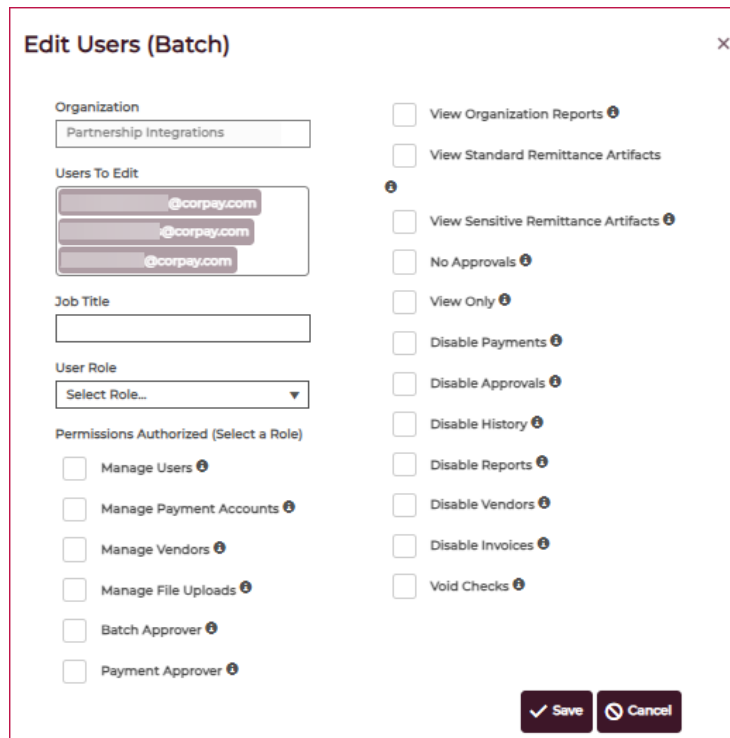 Edit Users (Batch)
Organization
Partnership Integrations
Users To Edit
@corpay.com
@corpay.com
@corpay.com
Job Title
User Role
Select Role...
Permissions Authorized (Select a Role)
Manage Users
Manage Payment Accounts
Manage Vendors
Manage File Uploads
Batch Approver
Payment Approver
View Organization Reports
View Standard Remittance Artifacts
View Sensitive Remittance Artifacts
No Approvals
View Only
Disable Payments
Disable Approvals
Disable History
Disable Reports
Disable Vendors
Disable Invoices
Void Checks
Save
Cancel